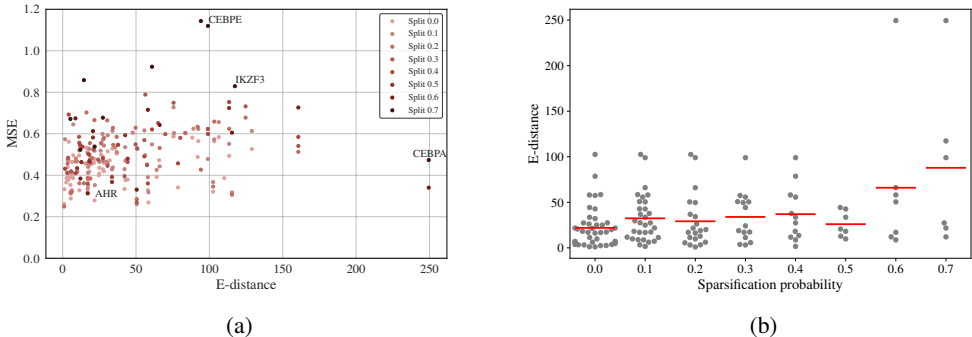 1.2
1.0
0.8
0.6
0.4
0.2
0.0
MSE
CEBPE
IKZF3
CEBPA
AHR
Split 0.0
Split 0.1
Split 0.2
Split 0.3
Split 0.4
Split 0.5
Split 0.6
Split 0.7
0 50 100 150 200 250
E-distance
(a)
250
200
150
100
50
0
E-distance
0.0 0.1 0.2 0.3 0.4 0.5 0.6 0.7
Sparsification probability
(b)